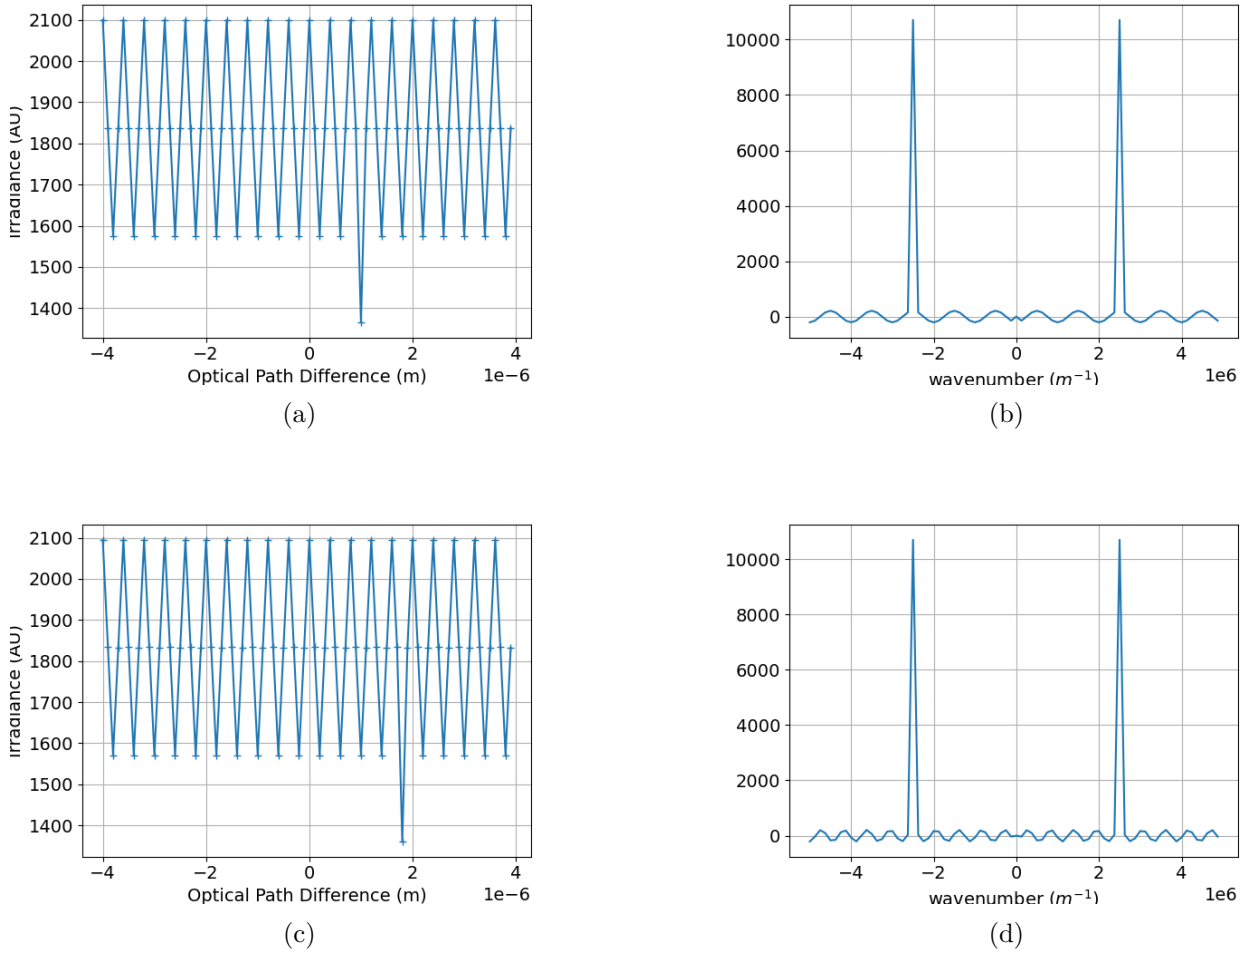 2100
2000
1900
1800
1700
1600
1500
1400
Irradiance (AU)
−4 −2 0 2 4
Optical Path Difference (m) 1e−6
(a)
10000
8000
6000
4000
2000
0
−4 −2 0 2 4
wavenumber (m⁻¹) 1e6
(b)
2100
2000
1900
1800
1700
1600
1500
1400
Irradiance (AU)
−4 −2 0 2 4
Optical Path Difference (m) 1e−6
(c)
10000
8000
6000
4000
2000
0
−4 −2 0 2 4
wavenumber (m⁻¹) 1e6
(d)